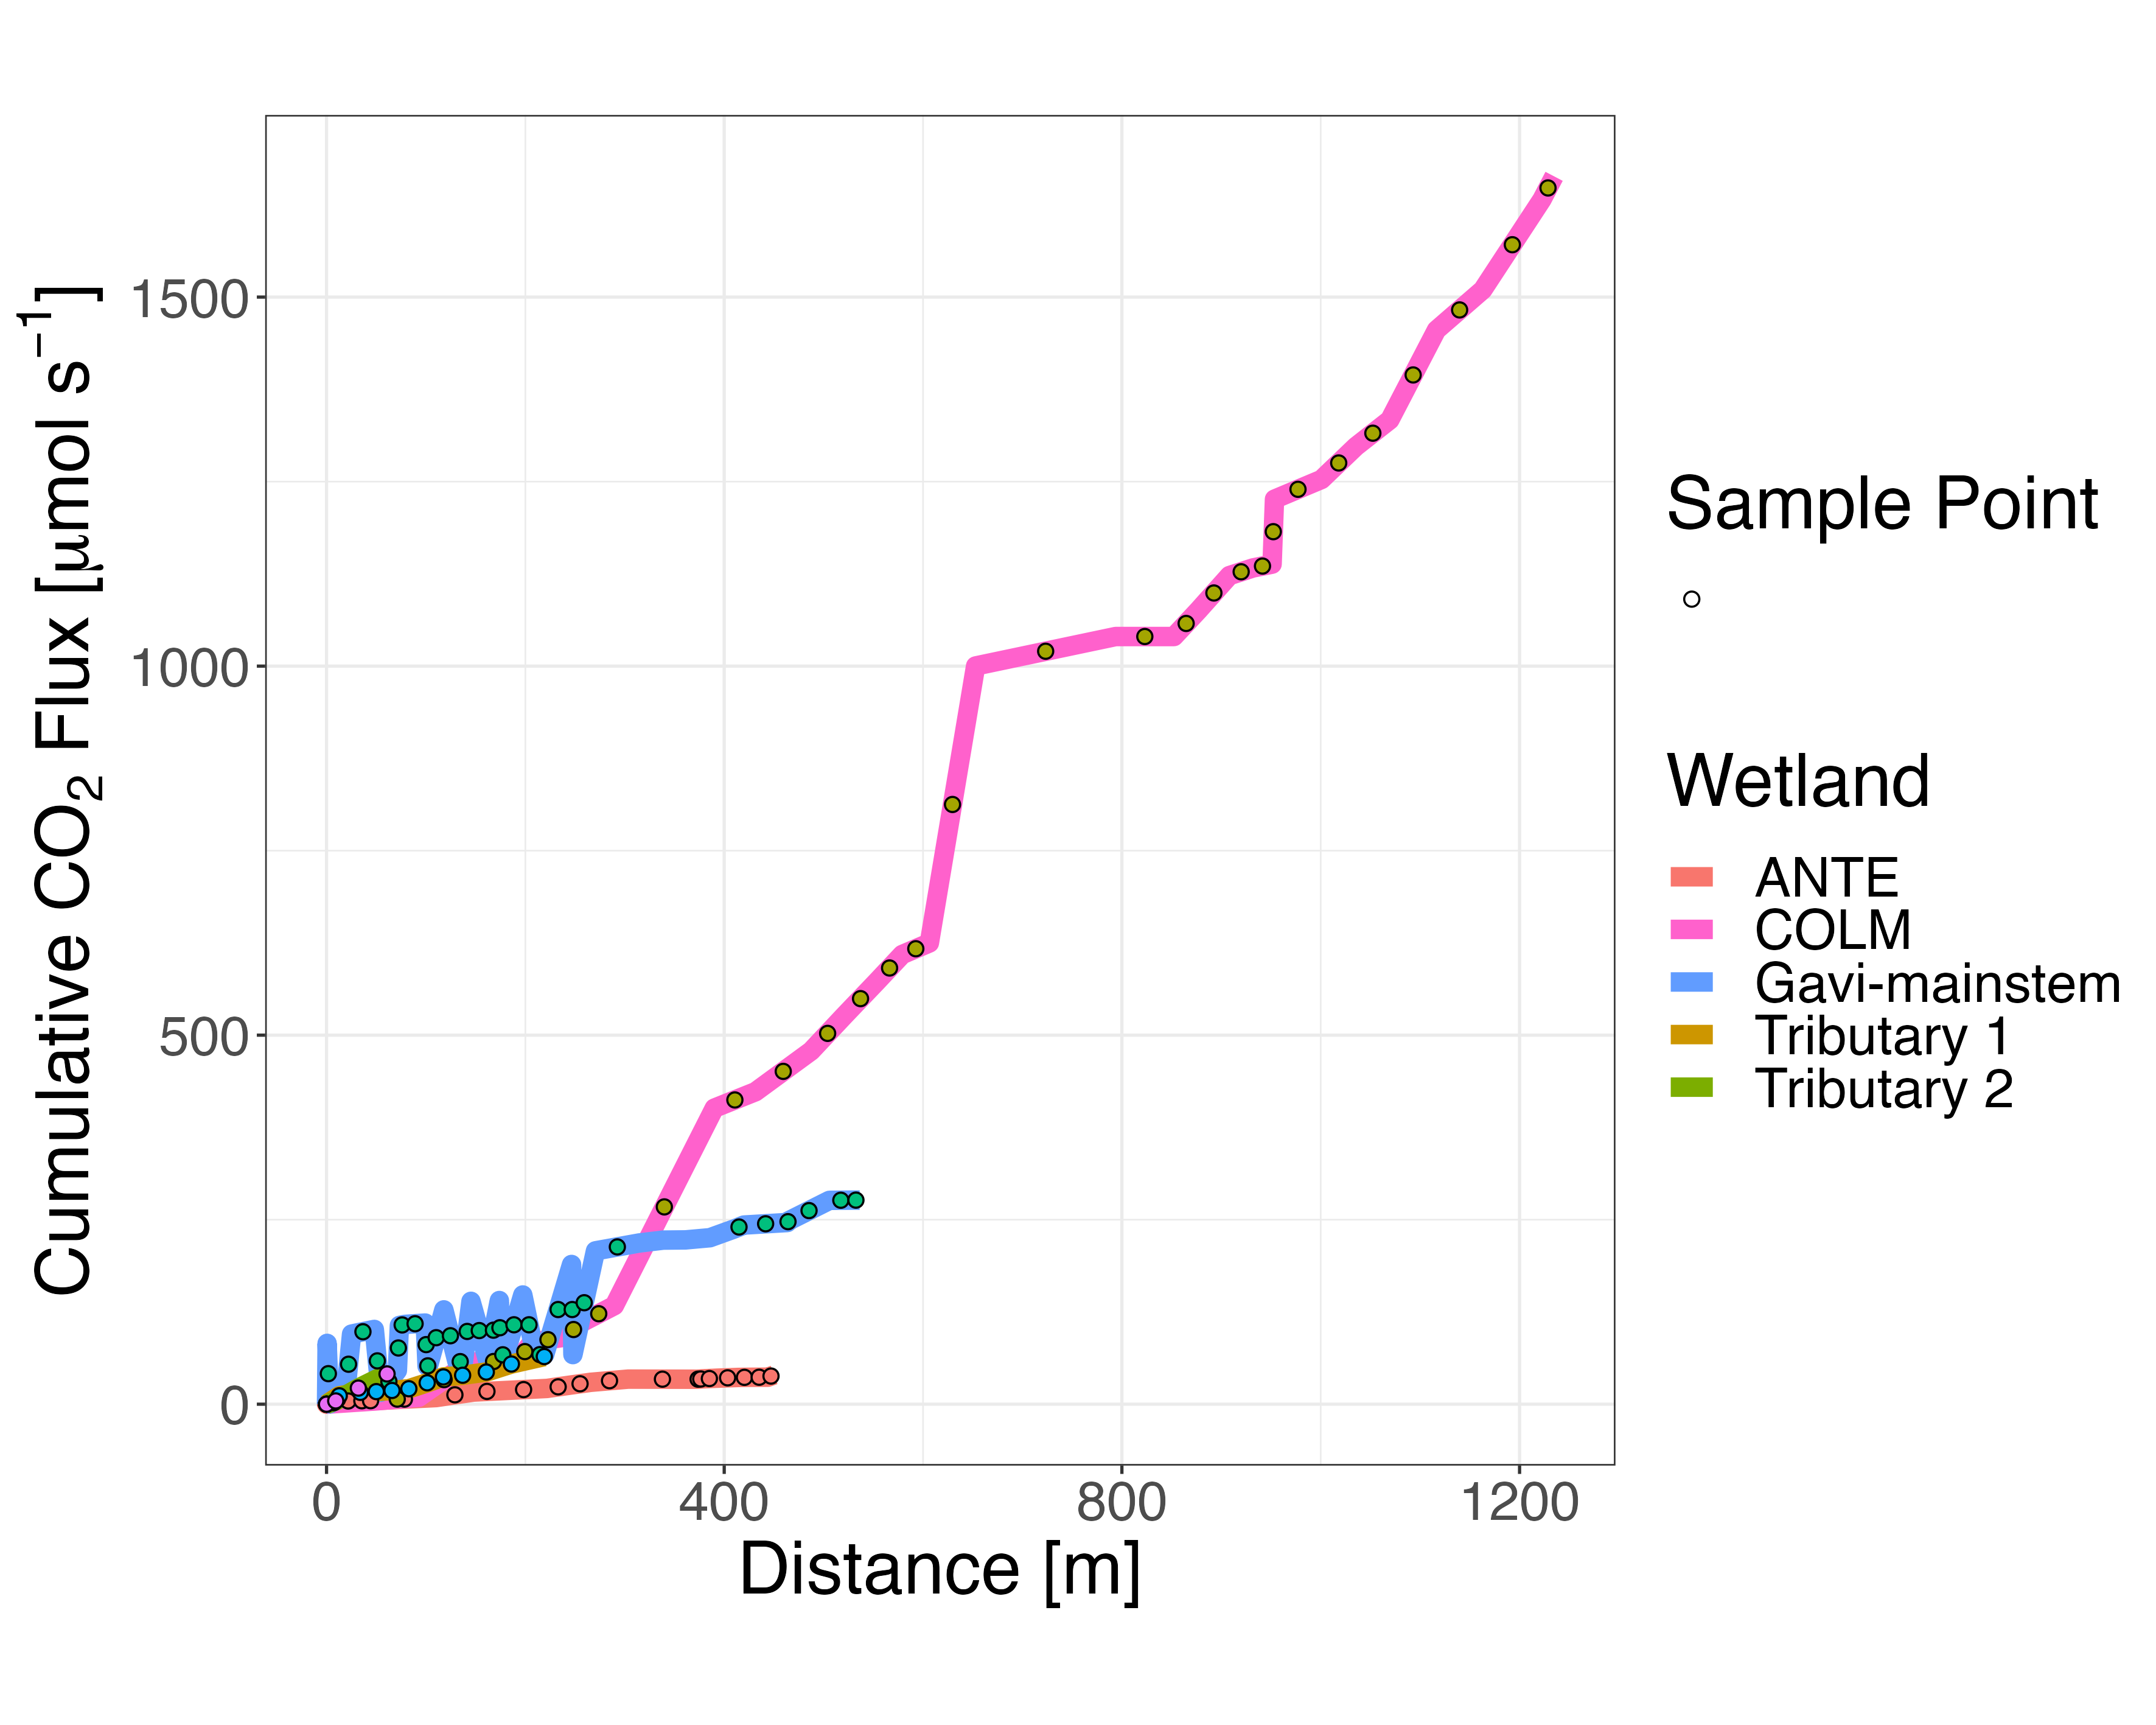 Cumulative CO₂ Flux [μmol s⁻¹]
1500
1000
500
0
0 400 800 1200
Distance [m]
Sample Point
Wetland
ANTE
COLM
Gavi-mainstem
Tributary 1
Tributary 2